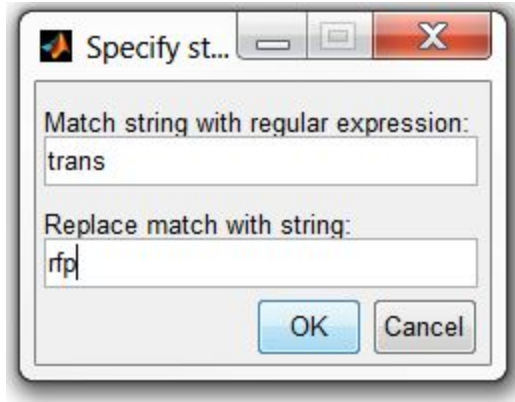 Specify st...
Match string with regular expression:
trans
Replace match with string:
rfp
OK Cancel